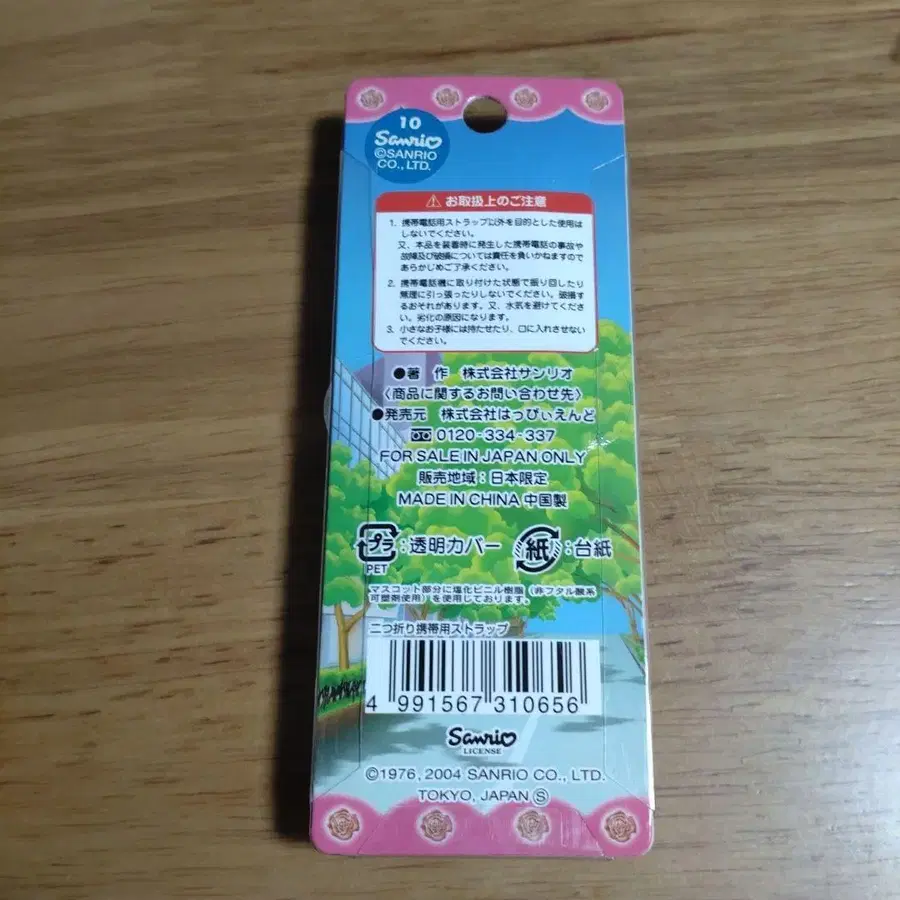 10
Sanrio
©SANRIO
CO., LTD.
⚠お取扱上のご注意
1. 携帯電話用ストラップ以外を目的とした使用は
しないでください。
又、本品を装着時に発生した携帯電話の事故や
故障及び破損については責任を負いかねますので
あらかじめご了承ください。
2. 携帯電話機に取り付けた状態で振り回したり
無理に引っ張ったりしないでください。破損す
るおそれがあります。又、水気を避けてくださ
い。劣化の原因になります。
3. 小さなお子様には持たせたり、口に入れさせない
でください。
●著 作 株式会社サンリオ
〈商品に関するお問い合わせ先〉
●発売元 株式会社はっぴぃえんど
0120-334-337
FOR SALE IN JAPAN ONLY
販売地域：日本限定
MADE IN CHINA 中国製
プラ：透明カバー 紙：台紙
PET
マスコット部分に塩化ビニル樹脂（非フタル酸系
可塑剤使用）を使用しております。
二つ折り携帯用ストラップ
4 991567 310656
Sanrio
LICENSE
©1976, 2004 SANRIO CO., LTD.
TOKYO, JAPAN Ⓢ